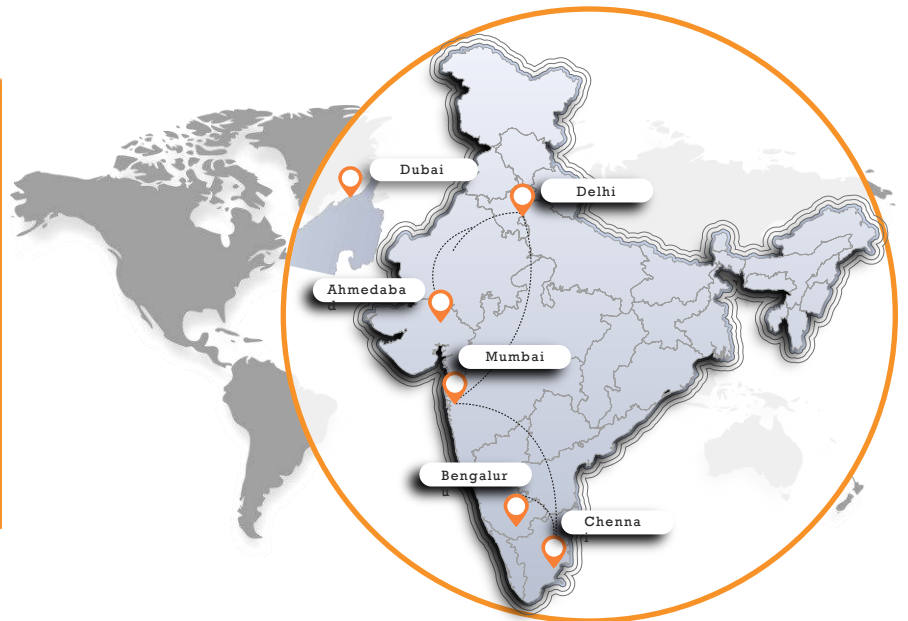 Dubai
Delhi
Ahmedaba
d
Mumbai
Bengalur
u
Chenna
i